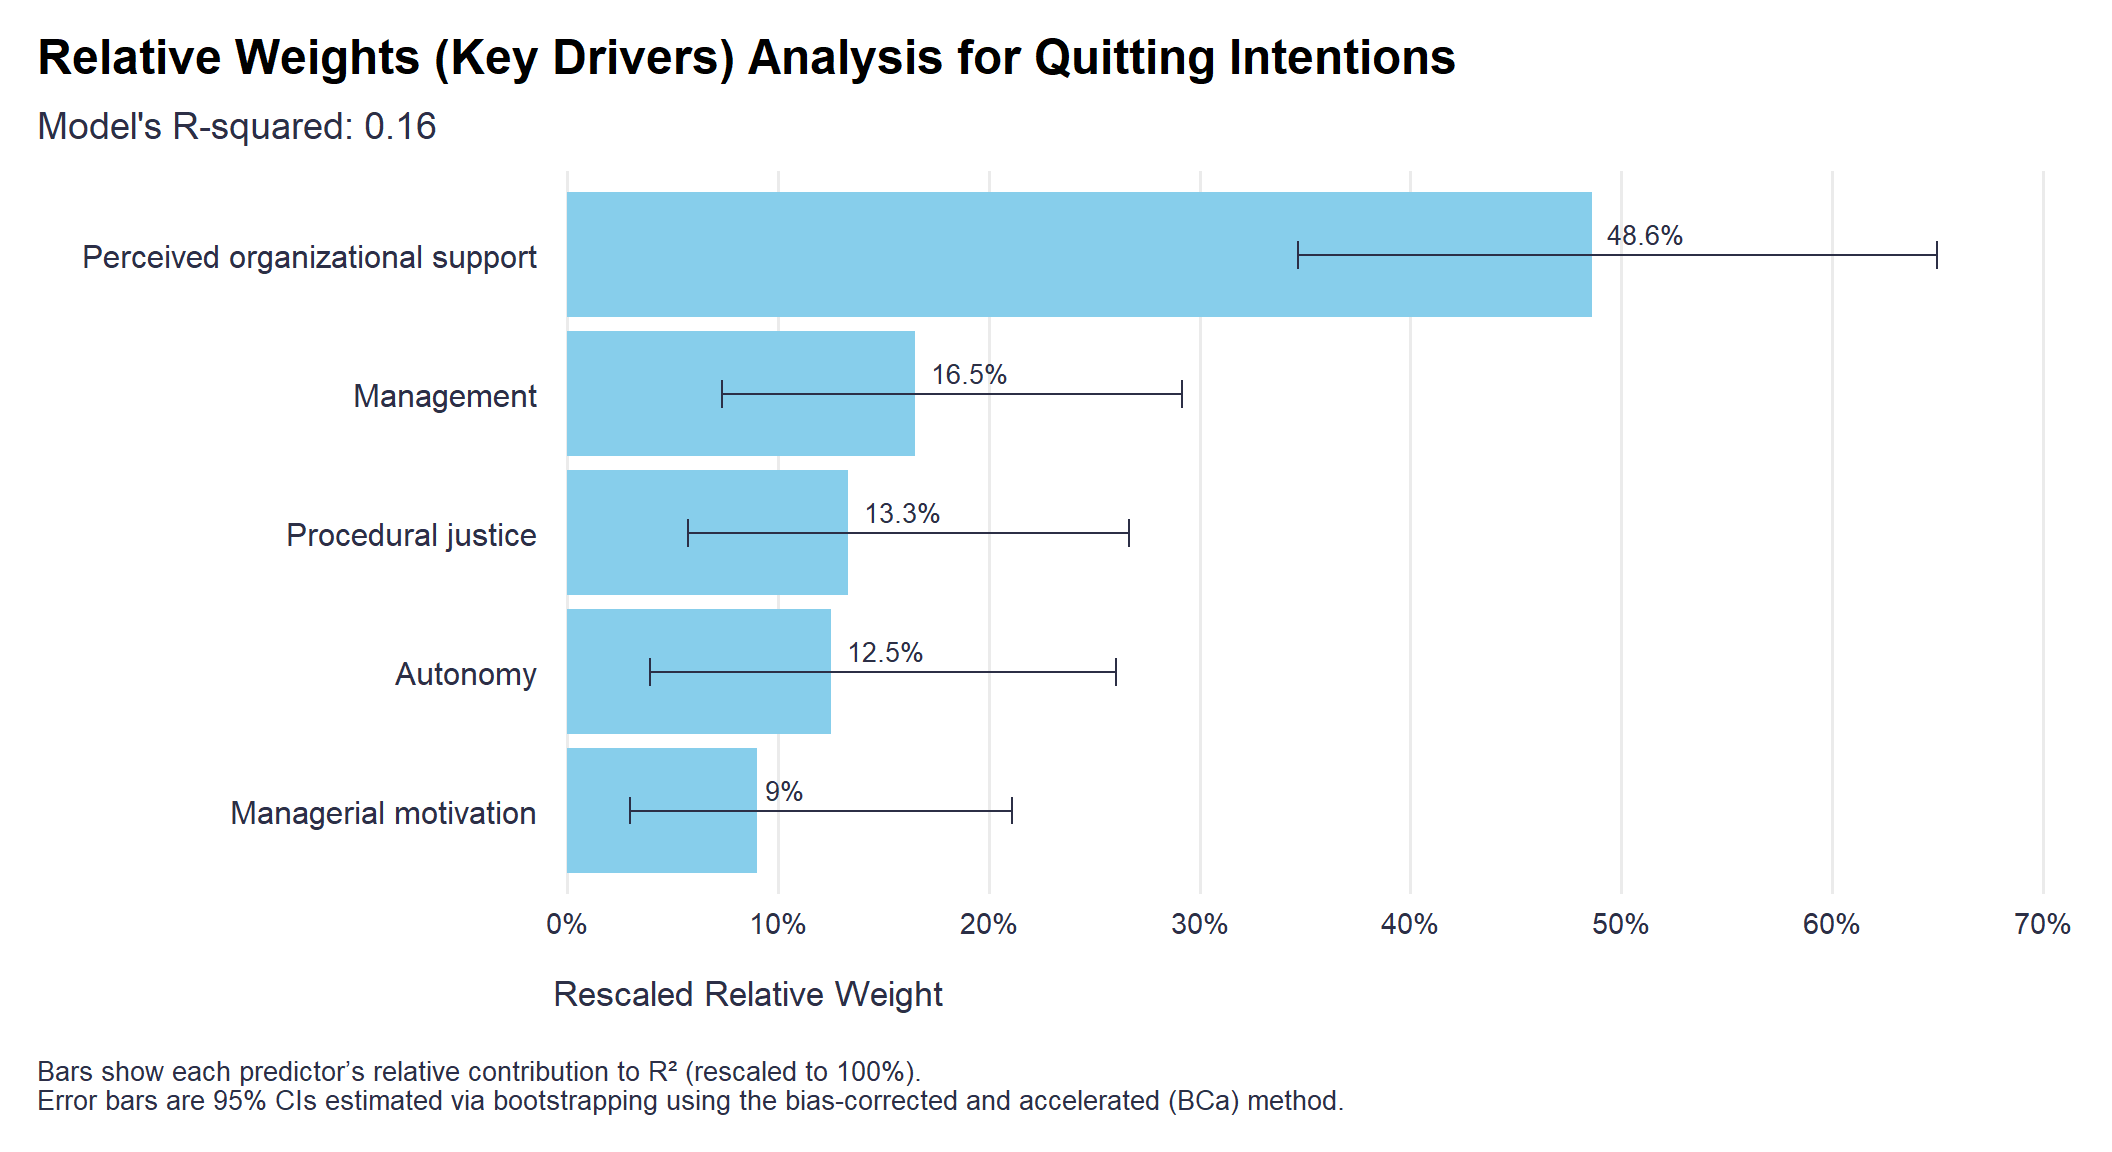 Relative Weights (Key Drivers) Analysis for Quitting Intentions
Model's R-squared: 0.16
Perceived organizational support
48.6%
Management
16.5%
Procedural justice
13.3%
Autonomy
12.5%
Managerial motivation
9%
0% 10% 20% 30% 40% 50% 60% 70%
Rescaled Relative Weight
Bars show each predictor’s relative contribution to R² (rescaled to 100%).
Error bars are 95% CIs estimated via bootstrapping using the bias-corrected and accelerated (BCa) method.